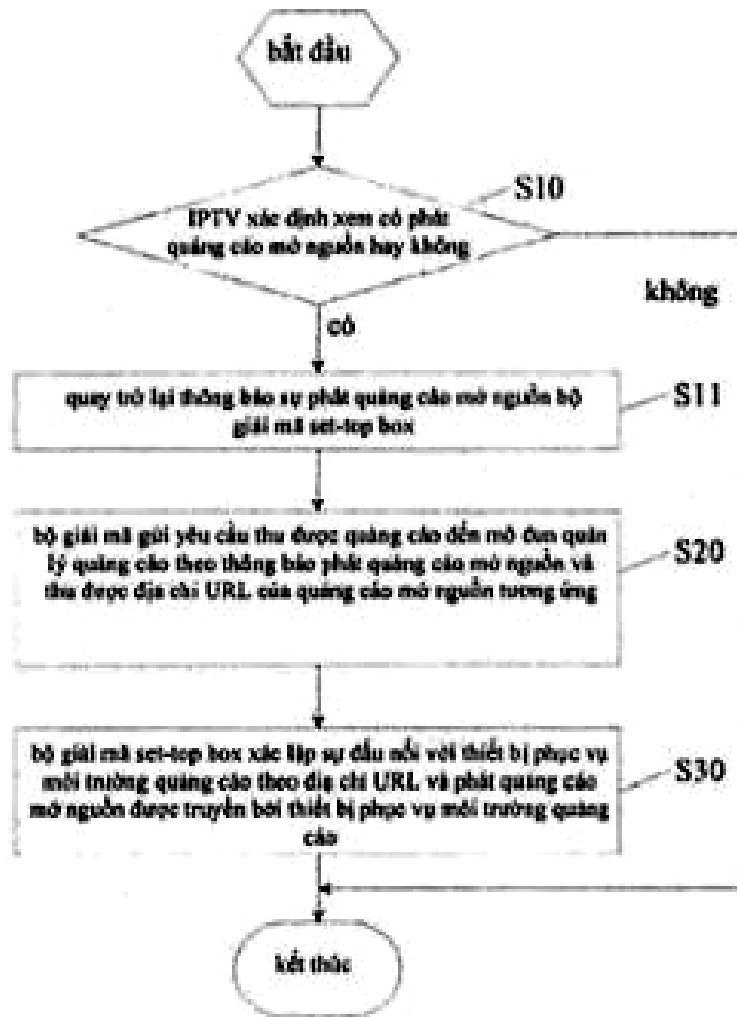 bắt đầu
S10
IPTV xác định xem có phát
quảng cáo mở nguồn hay không
không
có
quay trở lại thông báo sự phát quảng cáo mở nguồn bộ
giải mã set-top box
S11
bộ giải mã gửi yêu cầu thu được quảng cáo đến mô đun quản
lý quảng cáo theo thông báo phát quảng cáo mở nguồn và
thu được địa chỉ URL của quảng cáo mở nguồn tương ứng
S20
bộ giải mã set-top box xác lập sự đấu nối với thiết bị phục vụ
môi trường quảng cáo theo địa chỉ URL và phát quảng cáo
mở nguồn được truyền bởi thiết bị phục vụ môi trường quảng
cáo
S30
kết thúc